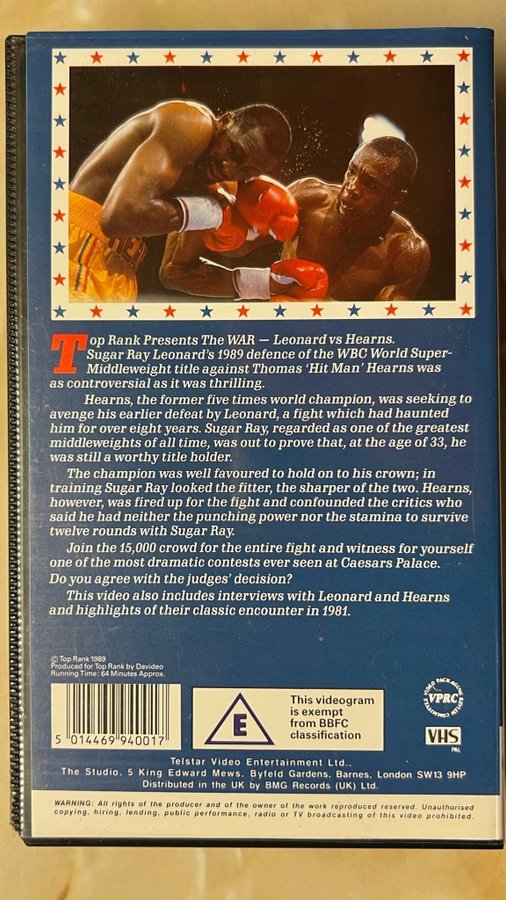 Top Rank Presents The WAR — Leonard vs Hearns.
Sugar Ray Leonard's 1989 defence of the WBC World Super-
Middleweight title against Thomas 'Hit Man' Hearns was
as controversial as it was thrilling.
Hearns, the former five times world champion, was seeking to
avenge his earlier defeat by Leonard, a fight which had haunted
him for over eight years. Sugar Ray, regarded as one of the greatest
middleweights of all time, was out to prove that, at the age of 33, he
was still a worthy title holder.
The champion was well favoured to hold on to his crown; in
training Sugar Ray looked the fitter, the sharper of the two. Hearns,
however, was fired up for the fight and confounded the critics who
said he had neither the punching power nor the stamina to survive
twelve rounds with Sugar Ray.
Join the 15,000 crowd for the entire fight and witness for yourself
one of the most dramatic contests ever seen at Caesars Palace.
Do you agree with the judges' decision?
This video also includes interviews with Leonard and Hearns
and highlights of their classic encounter in 1981.
© Top Rank 1989
Produced for Top Rank by Davideo
Running Time: 64 Minutes Approx.
5 014469 940017
E
This videogram
is exempt
from BBFC
classification
VIDEO PACKAGING REVIEW COMMITTEE
VPRC
VHS
PAL
Telstar Video Entertainment Ltd.,
The Studio, 5 King Edward Mews, Byfeld Gardens, Barnes, London SW13 9HP
Distributed in the UK by BMG Records (UK) Ltd.
WARNING: All rights of the producer and of the owner of the work reproduced reserved. Unauthorised
copying, hiring, lending, public performance, radio or TV broadcasting of this video prohibited.